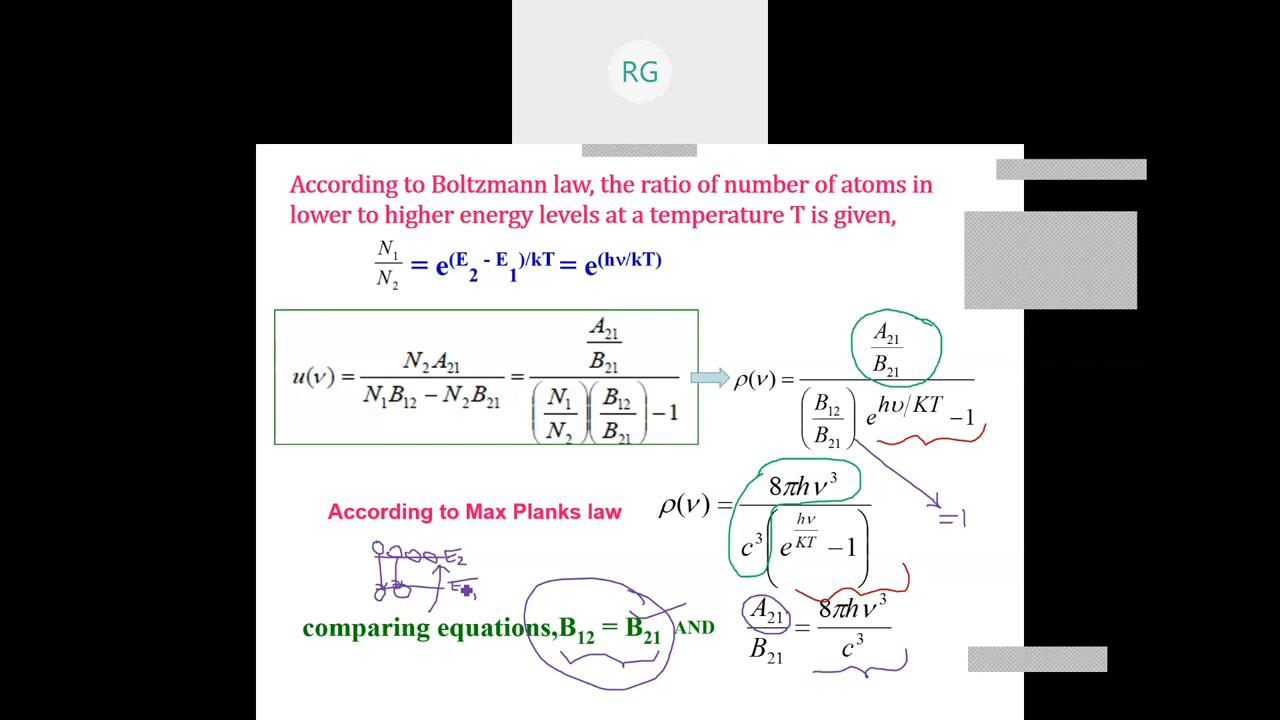 RG
According to Boltzmann law, the ratio of number of atoms in
lower to higher energy levels at a temperature T is given,
N₁/N₂ = e^(E₂ - E₁)/kT = e^(hν/kT)
u(ν) = N₂A₂₁ / (N₁B₁₂ − N₂B₂₁) = (A₂₁/B₂₁) / ((N₁/N₂)(B₁₂/B₂₁) − 1)
ρ(ν) = (A₂₁/B₂₁) / ((B₁₂/B₂₁) e^(hυ/KT) − 1)
=1
According to Max Planks law
ρ(ν) = 8πhν³ / c³(e^(hν/KT) − 1)
E₂
E₁
comparing equations,B₁₂ = B₂₁ AND
A₂₁/B₂₁ = 8πhν³/c³